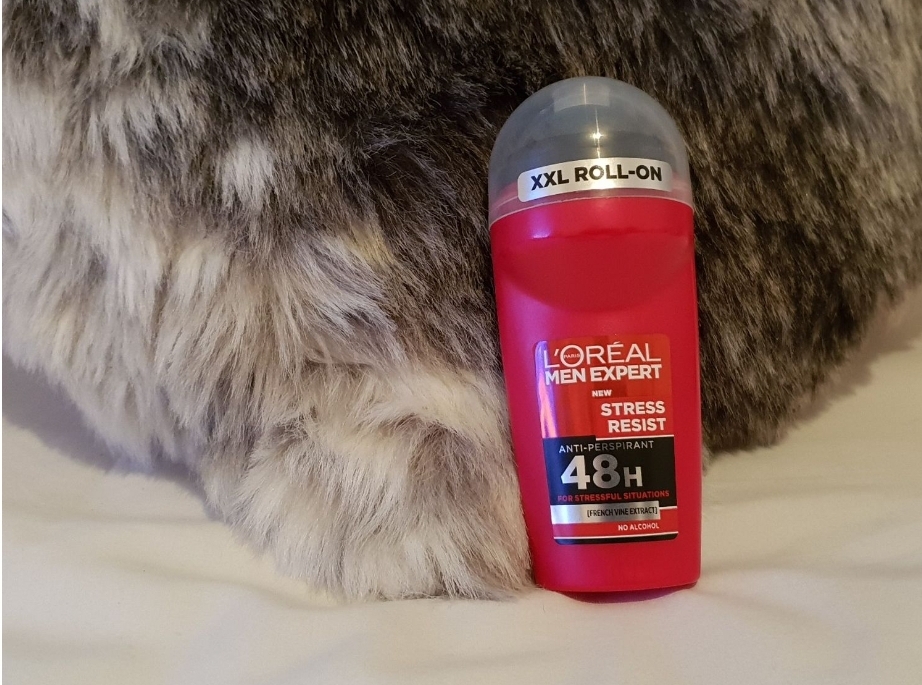 XXL ROLL-ON
L'ORÉAL
PARIS
MEN EXPERT
NEW
STRESS
RESIST
ANTI-PERSPIRANT
48H
FOR STRESSFUL SITUATIONS
[FRENCH VINE EXTRACT]
NO ALCOHOL